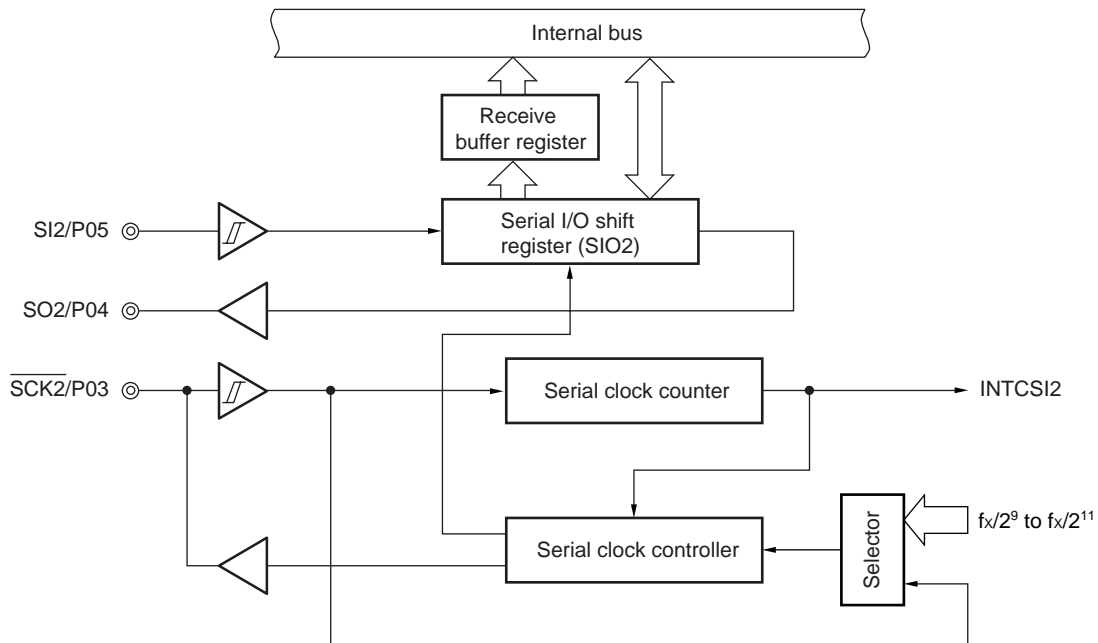 Internal bus
Receive
buffer register
SI2/P05
Serial I/O shift
register (SIO2)
SO2/P04
S̅C̅K̅2̅/P03
Serial clock counter
INTCSI2
Serial clock controller
Selector
fx/2⁹ to fx/2¹¹